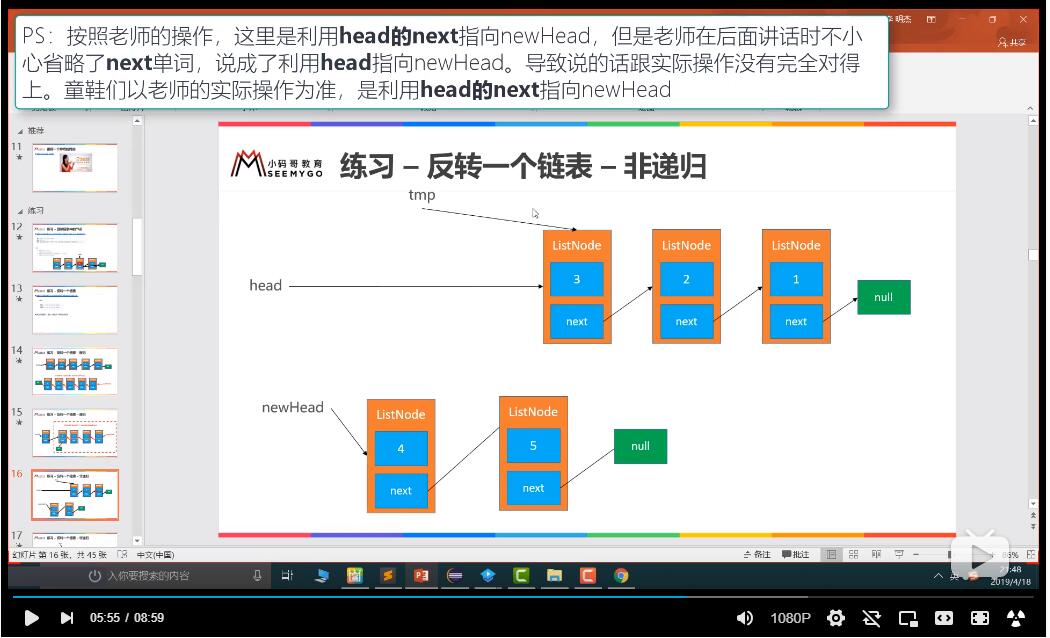 PS：按照老师的操作，这里是利用head的next指向newHead，但是老师在后面讲话时不小
心省略了next单词，说成了利用head指向newHead。导致说的话跟实际操作没有完全对得
上。童鞋们以老师的实际操作为准，是利用head的next指向newHead
共享
推荐
11
练习
12
13
14
15
16
17
小码哥教育
SEEMYGO
练习 – 反转一个链表 – 非递归
tmp
head
ListNode
3
next
ListNode
2
next
ListNode
1
next
null
newHead
ListNode
4
next
ListNode
5
next
null
幻灯片 第 16 张，共 45 张
中文(中国)
备注
批注
86%
在这里输入你要搜索的内容
英
21:48
2019/4/18
05:55 / 08:59
1080P